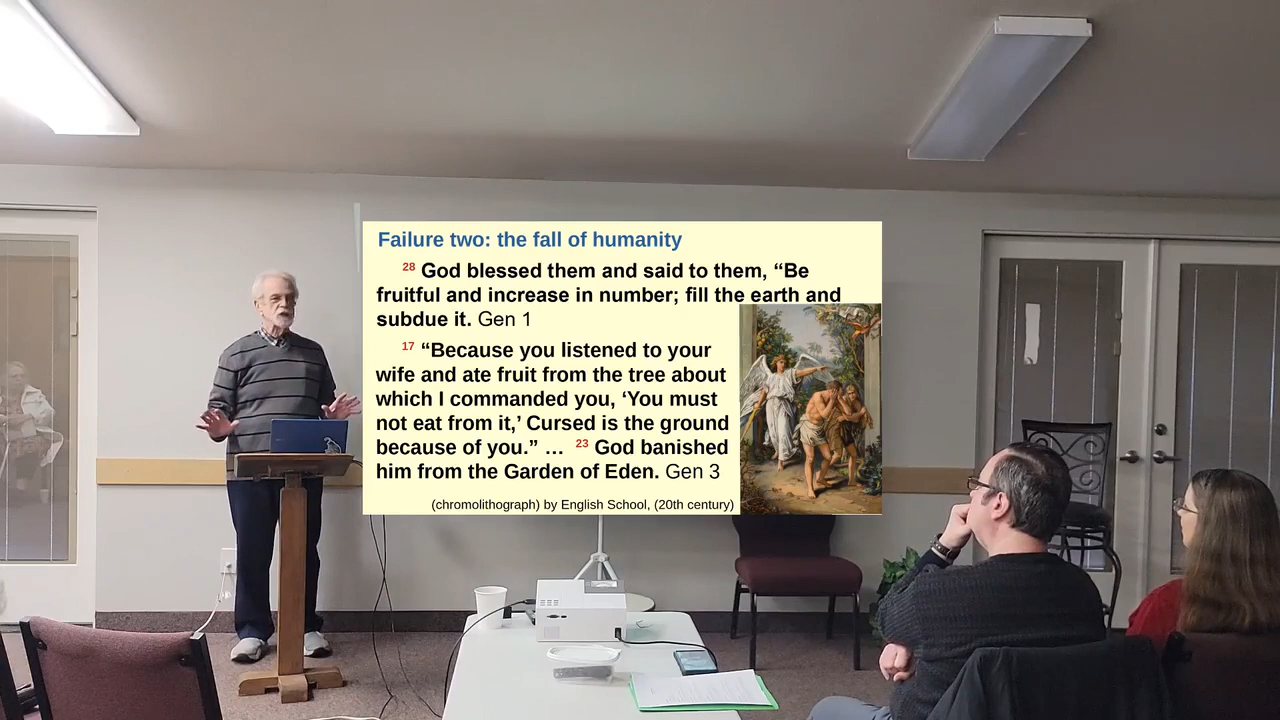 Failure two: the fall of humanity
28 God blessed them and said to them, “Be
fruitful and increase in number; fill the earth and
subdue it. Gen 1
17 “Because you listened to your
wife and ate fruit from the tree about
which I commanded you, ‘You must
not eat from it,’ Cursed is the ground
because of you.” … 23 God banished
him from the Garden of Eden. Gen 3
(chromolithograph) by English School, (20th century)